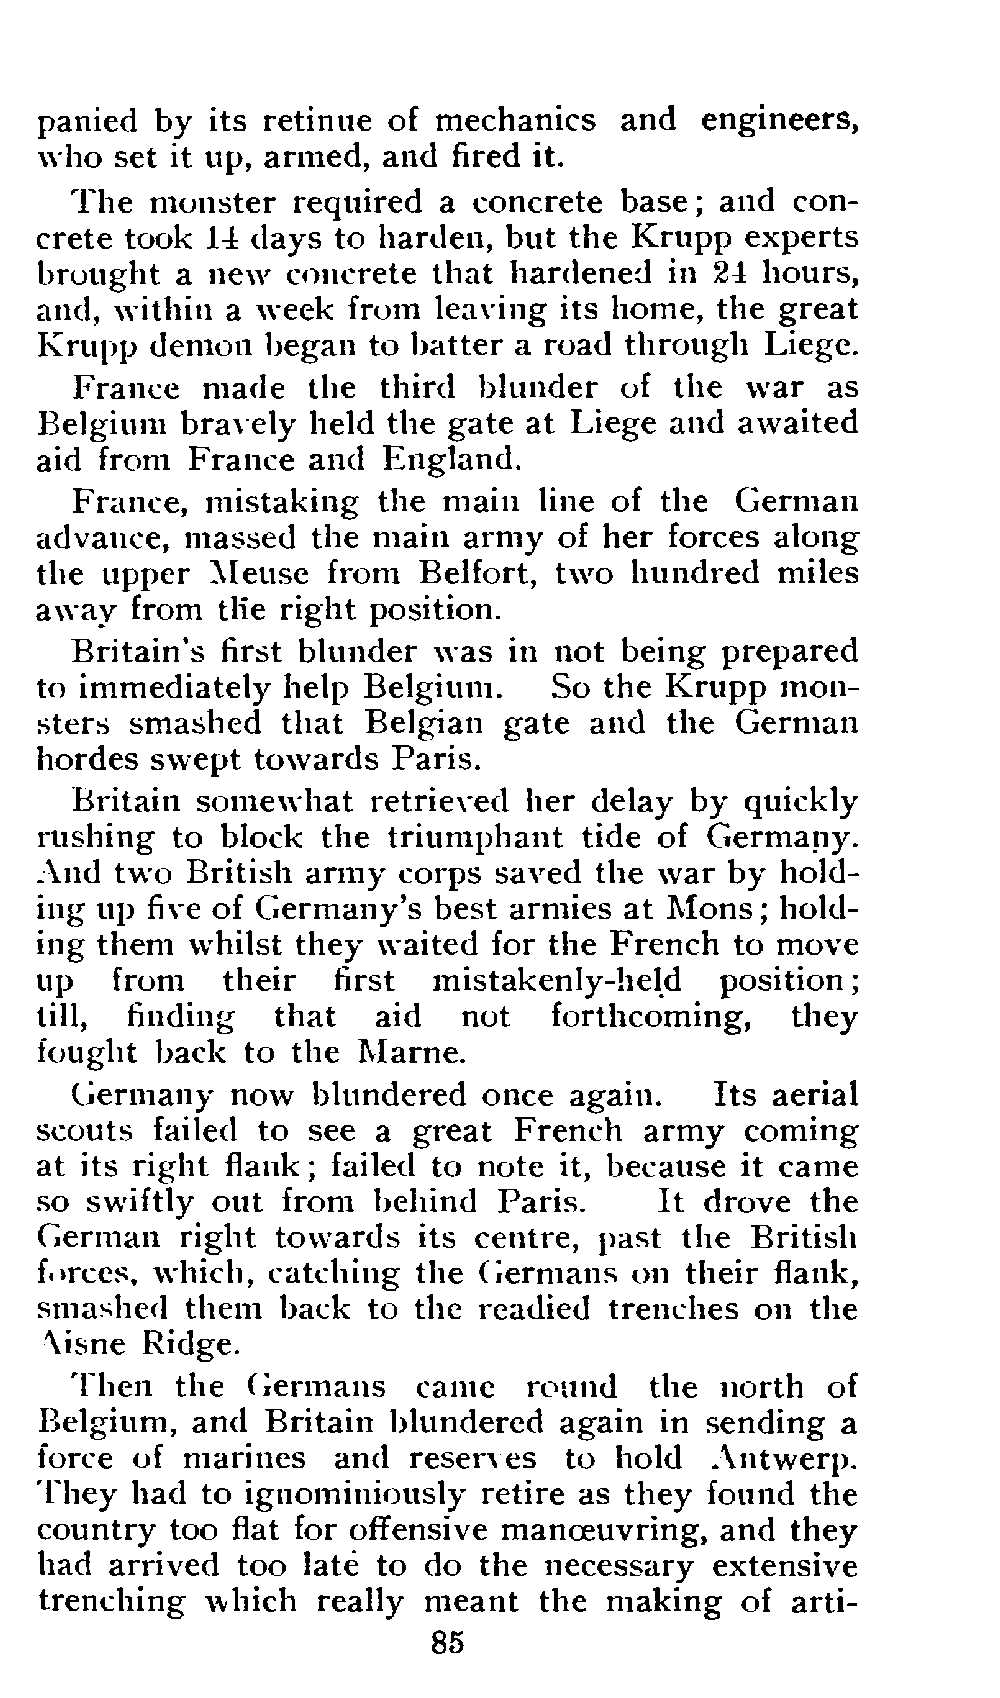 panied by its retinue of mechanics and engineers,
who set it up, armed, and fired it.
The monster required a concrete base; and con-
crete took 14 days to harden, but the Krupp experts
brought a new concrete that hardened in 24 hours,
and, within a week from leaving its home, the great
Krupp demon began to batter a road through Liege.
France made the third blunder of the war as
Belgium bravely held the gate at Liege and awaited
aid from France and England.
France, mistaking the main line of the German
advance, massed the main army of her forces along
the upper Meuse from Belfort, two hundred miles
away from the right position.
Britain's first blunder was in not being prepared
to immediately help Belgium. So the Krupp mon-
sters smashed that Belgian gate and the German
hordes swept towards Paris.
Britain somewhat retrieved her delay by quickly
rushing to block the triumphant tide of Germany.
And two British army corps saved the war by hold-
ing up five of Germany's best armies at Mons; hold-
ing them whilst they waited for the French to move
up from their first mistakenly-held position;
till, finding that aid not forthcoming, they
fought back to the Marne.
Germany now blundered once again. Its aerial
scouts failed to see a great French army coming
at its right flank; failed to note it, because it came
so swiftly out from behind Paris. It drove the
German right towards its centre, past the British
forces, which, catching the Germans on their flank,
smashed them back to the readied trenches on the
Aisne Ridge.
Then the Germans came round the north of
Belgium, and Britain blundered again in sending a
force of marines and reserves to hold Antwerp.
They had to ignominiously retire as they found the
country too flat for offensive manœuvring, and they
had arrived too late to do the necessary extensive
trenching which really meant the making of arti-
85